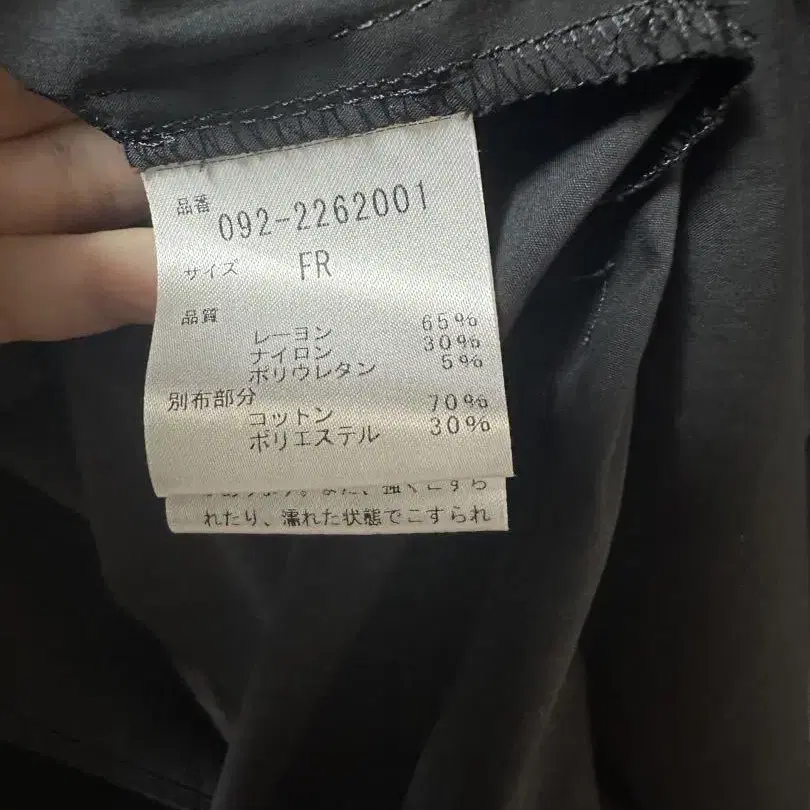 品番 092-2262001
サイズ FR
品質
レーヨン 65%
ナイロン 30%
ポリウレタン 5%
別布部分
コットン 70%
ポリエステル 30%
れたり、濡れた状態でこすられ